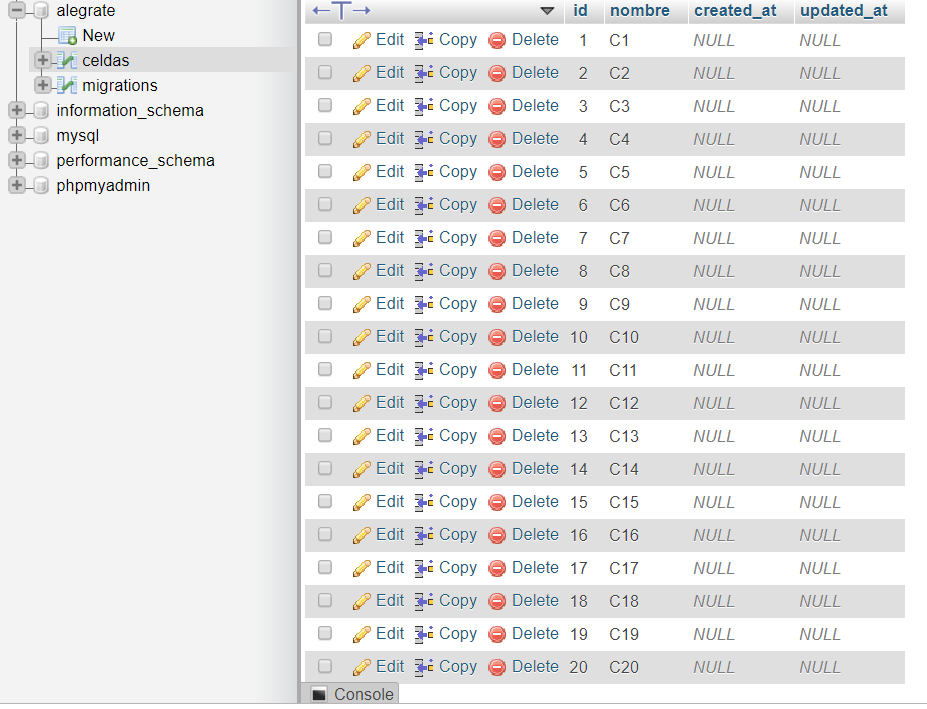 alegrate
New
celdas
migrations
information_schema
mysql
performance_schema
phpmyadmin
id nombre created_at updated_at
Edit Copy Delete 1 C1 NULL NULL
Edit Copy Delete 2 C2 NULL NULL
Edit Copy Delete 3 C3 NULL NULL
Edit Copy Delete 4 C4 NULL NULL
Edit Copy Delete 5 C5 NULL NULL
Edit Copy Delete 6 C6 NULL NULL
Edit Copy Delete 7 C7 NULL NULL
Edit Copy Delete 8 C8 NULL NULL
Edit Copy Delete 9 C9 NULL NULL
Edit Copy Delete 10 C10 NULL NULL
Edit Copy Delete 11 C11 NULL NULL
Edit Copy Delete 12 C12 NULL NULL
Edit Copy Delete 13 C13 NULL NULL
Edit Copy Delete 14 C14 NULL NULL
Edit Copy Delete 15 C15 NULL NULL
Edit Copy Delete 16 C16 NULL NULL
Edit Copy Delete 17 C17 NULL NULL
Edit Copy Delete 18 C18 NULL NULL
Edit Copy Delete 19 C19 NULL NULL
Edit Copy Delete 20 C20 NULL NULL
Console